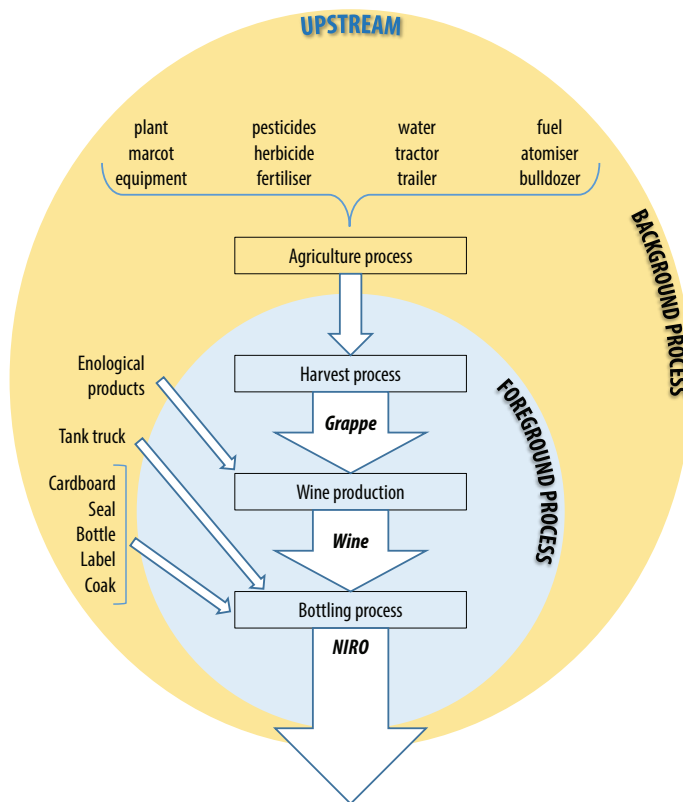 UPSTREAM
plant
marcot
equipment
pesticides
herbicide
fertiliser
water
tractor
trailer
fuel
atomiser
bulldozer
BACKGROUND PROCESS
Agriculture process
FOREGROUND PROCESS
Harvest process
Grappe
Enological
products
Wine production
Wine
Tank truck
Cardboard
Seal
Bottle
Label
Coak
Bottling process
NIRO